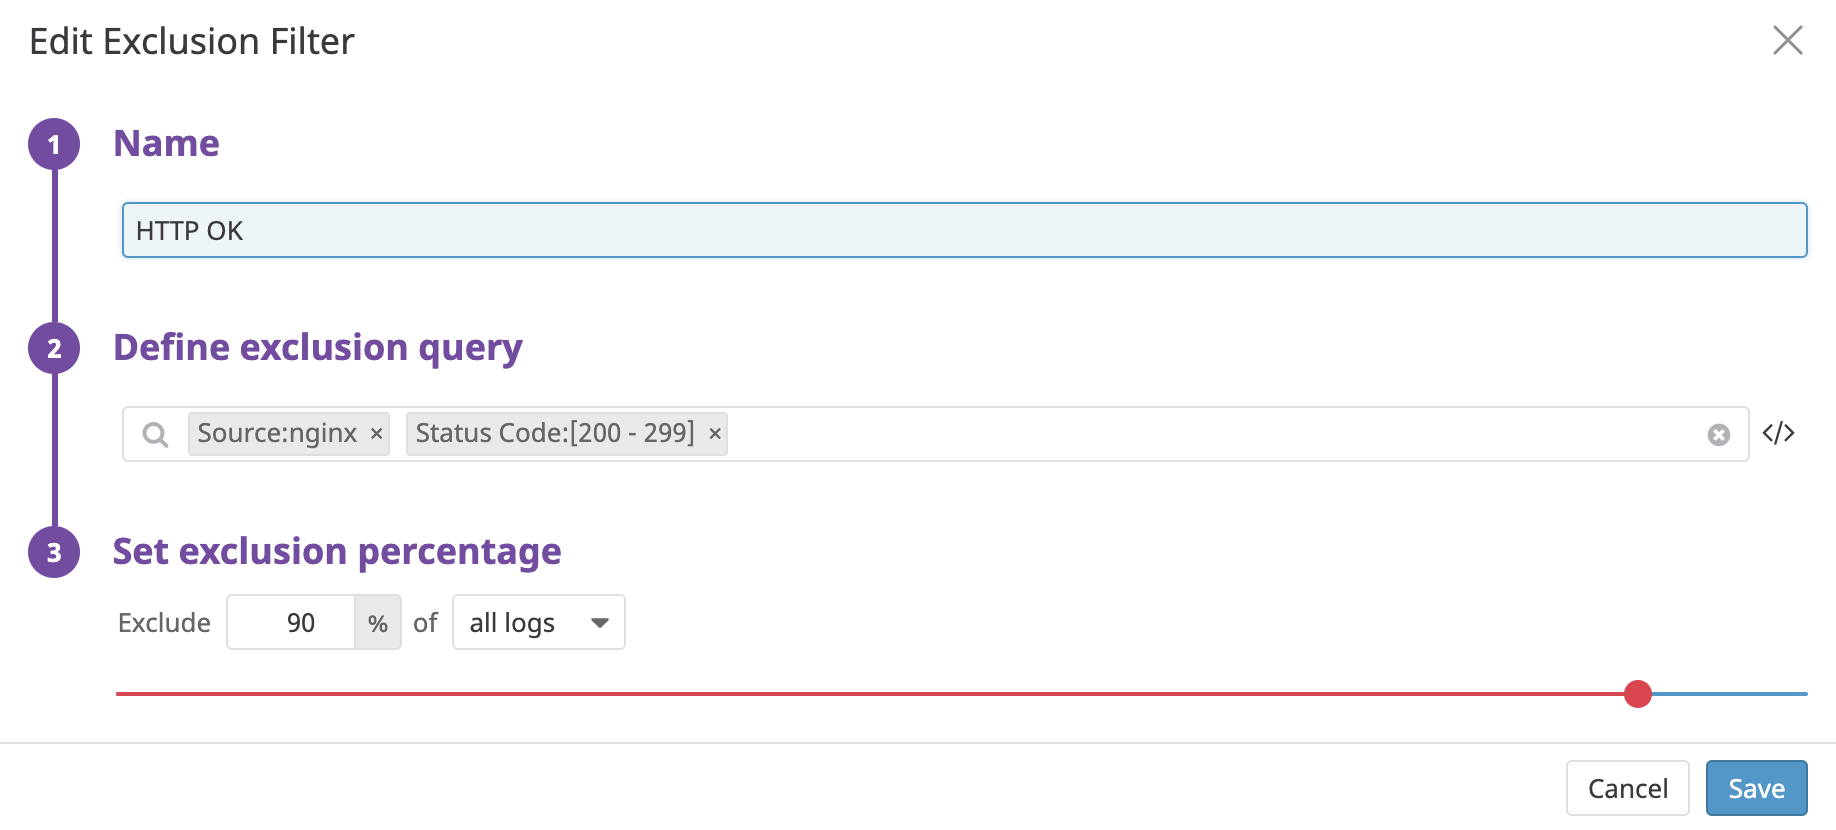 Edit Exclusion Filter
1 Name
HTTP OK
2 Define exclusion query
Source:nginx × Status Code:[200 - 299] × </>
3 Set exclusion percentage
Exclude 90 % of all logs
Cancel Save